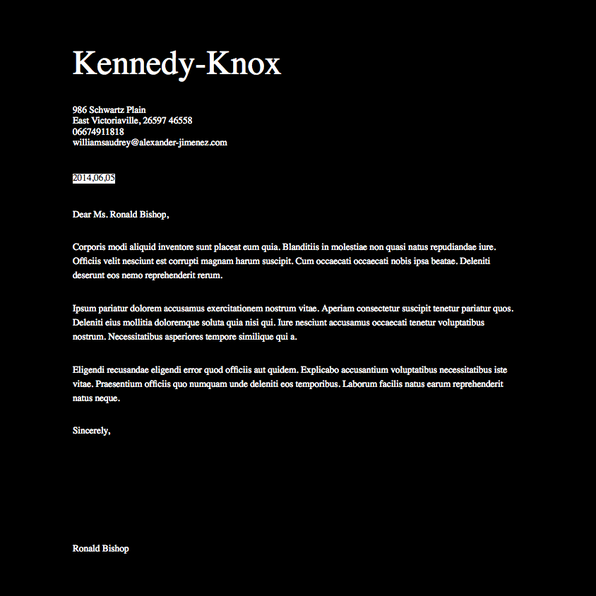 Kennedy-Knox
986 Schwartz Plain
East Victoriaville, 26597 46558
06674911818
williamsaudrey@alexander-jimenez.com
2014,06,05
Dear Ms. Ronald Bishop,
Corporis modi aliquid inventore sunt placeat eum quia. Blanditiis in molestiae non quasi natus repudiandae iure.
Officiis velit nesciunt est corrupti magnam harum suscipit. Cum occaecati occaecati nobis ipsa beatae. Deleniti
deserunt eos nemo reprehenderit rerum.
Ipsum pariatur dolorem accusamus exercitationem nostrum vitae. Aperiam consectetur suscipit tenetur pariatur quos.
Deleniti eius mollitia doloremque soluta quia nisi qui. Iure nesciunt accusamus occaecati tenetur voluptatibus
nostrum. Necessitatibus asperiores tempore similique qui a.
Eligendi recusandae eligendi error quod officiis aut quidem. Explicabo accusantium voluptatibus necessitatibus iste
vitae. Praesentium officiis quo numquam unde deleniti eos temporibus. Laborum facilis natus earum reprehenderit
natus neque.
Sincerely,
Ronald Bishop